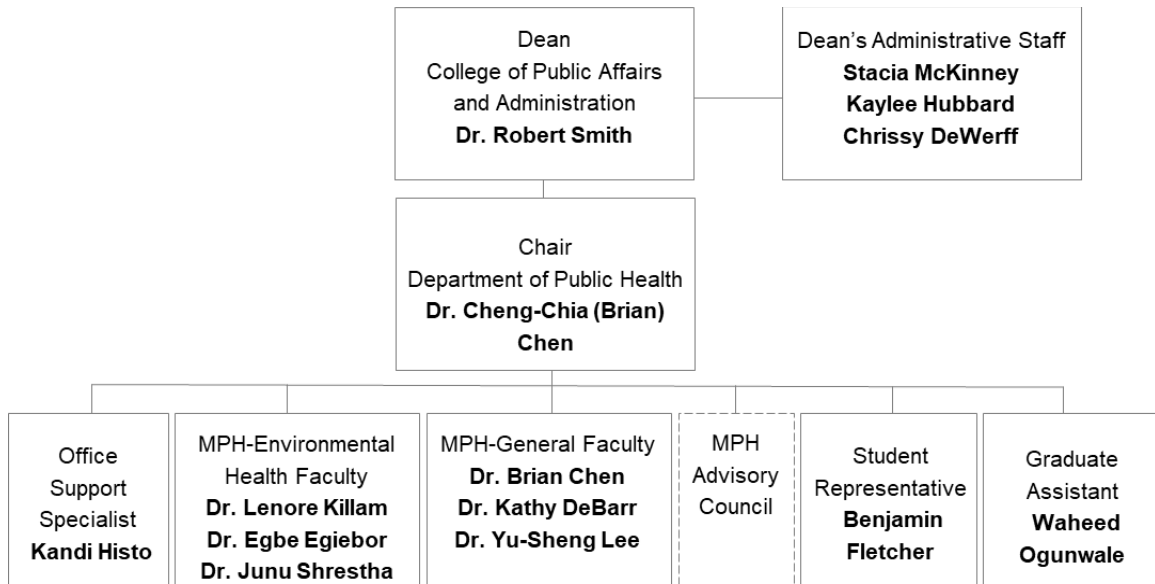 Dean
College of Public Affairs
and Administration
Dr. Robert Smith
Dean’s Administrative Staff
Stacia McKinney
Kaylee Hubbard
Chrissy DeWerff
Chair
Department of Public Health
Dr. Cheng-Chia (Brian)
Chen
Office
Support
Specialist
Kandi Histo
MPH-Environmental
Health Faculty
Dr. Lenore Killam
Dr. Egbe Egiebor
Dr. Junu Shrestha
MPH-General Faculty
Dr. Brian Chen
Dr. Kathy DeBarr
Dr. Yu-Sheng Lee
MPH
Advisory
Council
Student
Representative
Benjamin
Fletcher
Graduate
Assistant
Waheed
Ogunwale